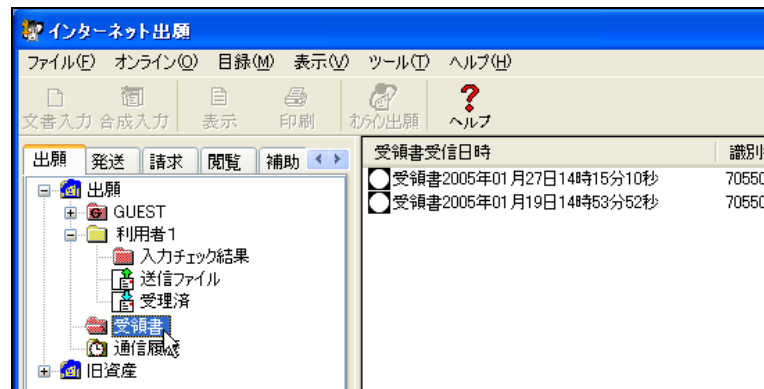 インターネット出願
ファイル(F) オンライン(O) 目録(M) 表示(V) ツール(T) ヘルプ(H)
文書入力 合成入力 表示 印刷 オンライン出願 ヘルプ
出願 発送 請求 閲覧 補助
受領書受信日時 識別
受領書2005年01月27日14時15分10秒 70550
受領書2005年01月19日14時53分52秒 70550
出願
GUEST
利用者1
入力チェック結果
送信ファイル
受理済
受領書
通信履歴
旧資産